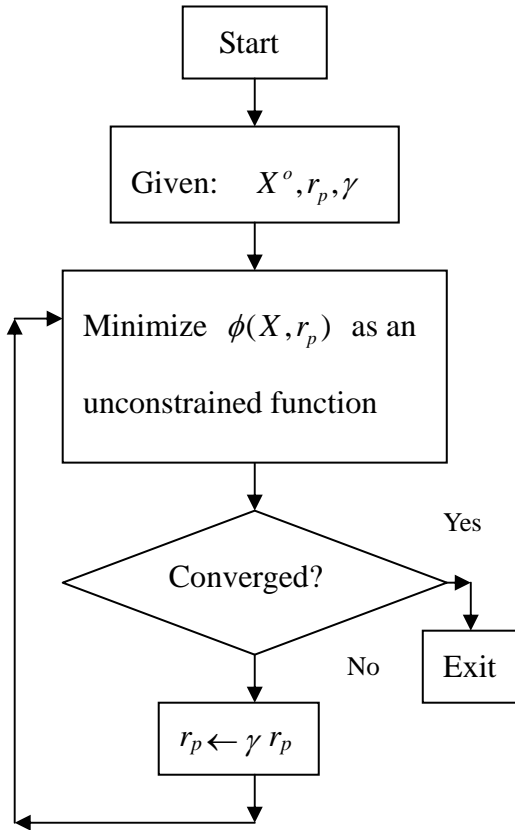 Start
Given: X^o, r_p, γ
Minimize ϕ(X, r_p) as an
unconstrained function
Yes
Converged?
No
Exit
r_p ← γ r_p